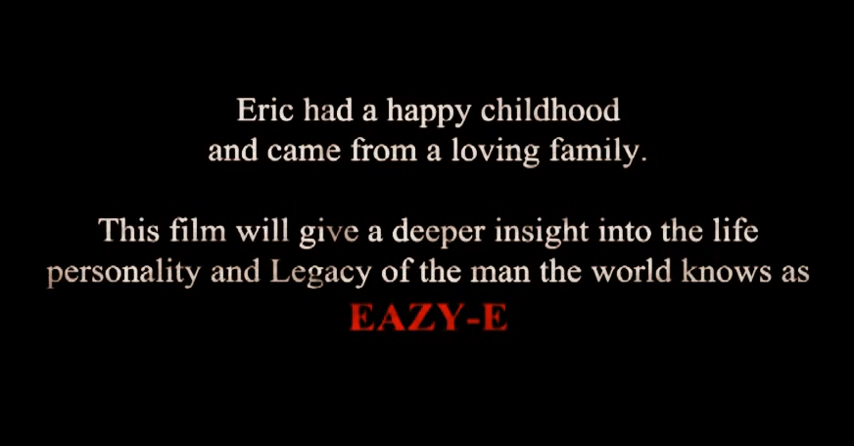 Eric had a happy childhood
and came from a loving family.
This film will give a deeper insight into the life
personality and Legacy of the man the world knows as
EAZY-E